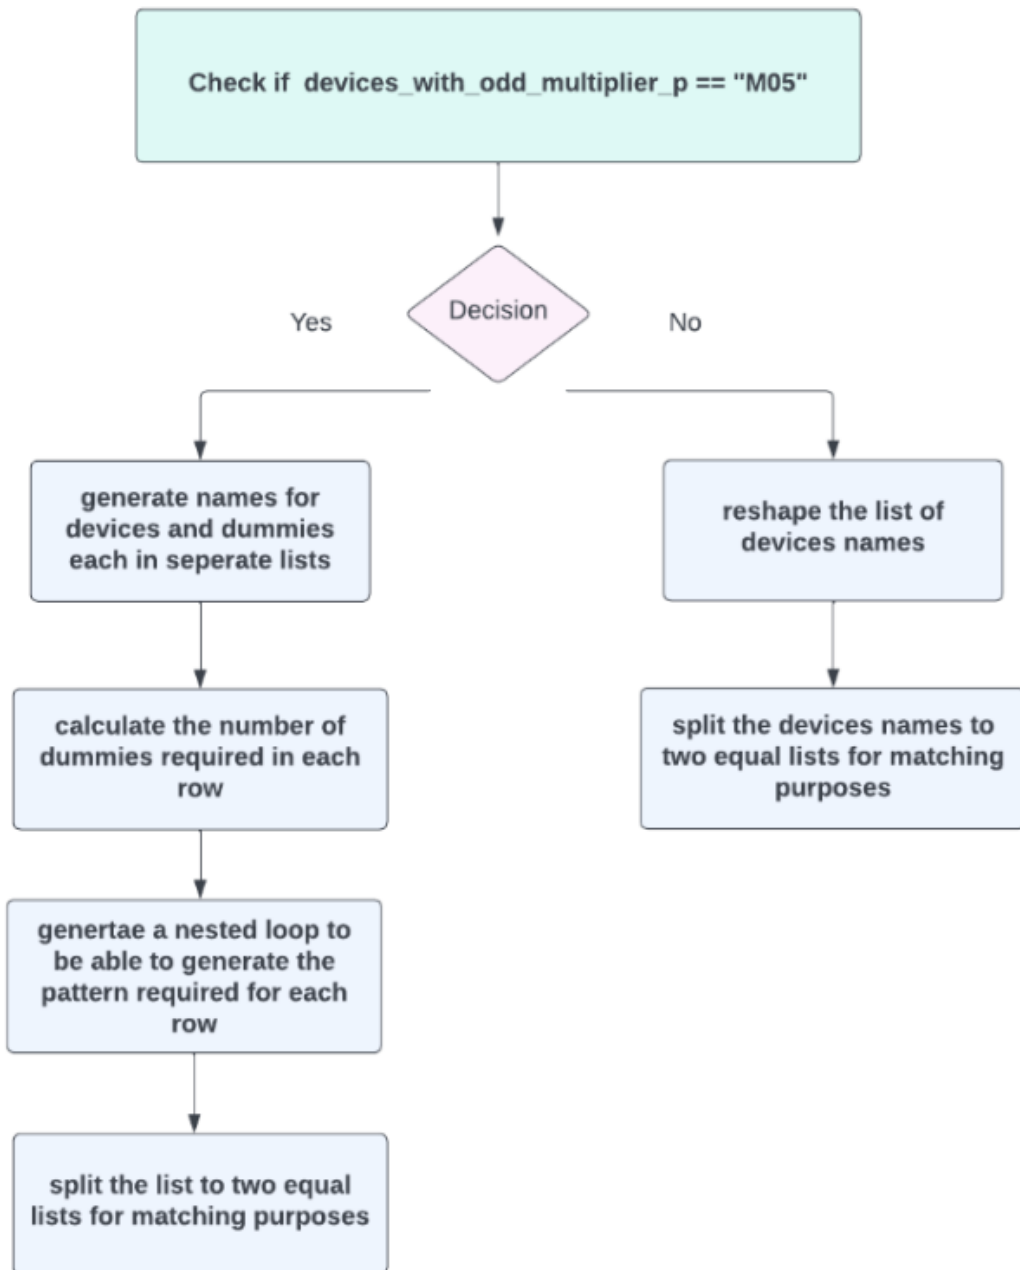 Check if devices_with_odd_multiplier_p == "M05"
Decision
Yes
No
generate names for
devices and dummies
each in seperate lists
reshape the list of
devices names
calculate the number of
dummies required in each
row
split the devices names to
two equal lists for matching
purposes
genertae a nested loop to
be able to generate the
pattern required for each
row
split the list to two equal
lists for matching purposes